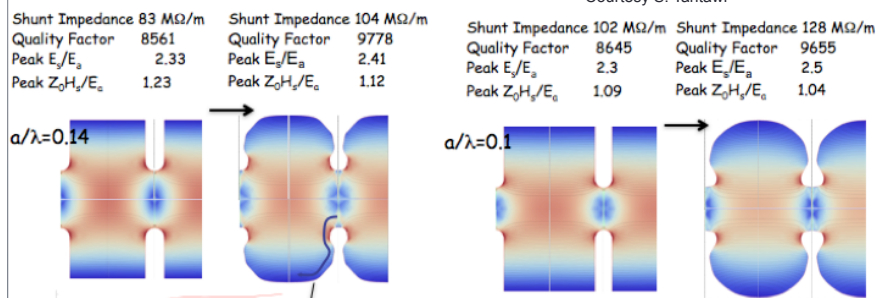 Courtesy S. Tantawi
Shunt Impedance 83 MΩ/m
Quality Factor 8561
Peak Es/Ea 2.33
Peak Z0Hs/Ea 1.23
Shunt Impedance 104 MΩ/m
Quality Factor 9778
Peak Es/Ea 2.41
Peak Z0Hs/Ea 1.12
a/λ=0.14
Shunt Impedance 102 MΩ/m
Quality Factor 8645
Peak Es/Ea 2.3
Peak Z0Hs/Ea 1.09
Shunt Impedance 128 MΩ/m
Quality Factor 9655
Peak Es/Ea 2.5
Peak Z0Hs/Ea 1.04
a/λ=0.1